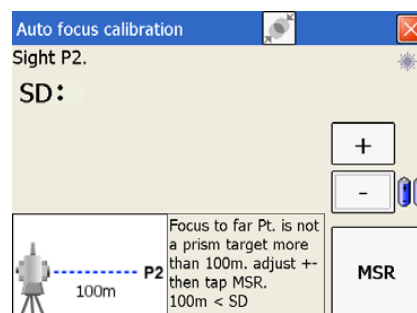 Auto focus calibration
Sight P2.
SD:
+
-
Focus to far Pt. is not
a prism target more
than 100m. adjust +-
then tap MSR.
100m < SD
P2
100m
MSR